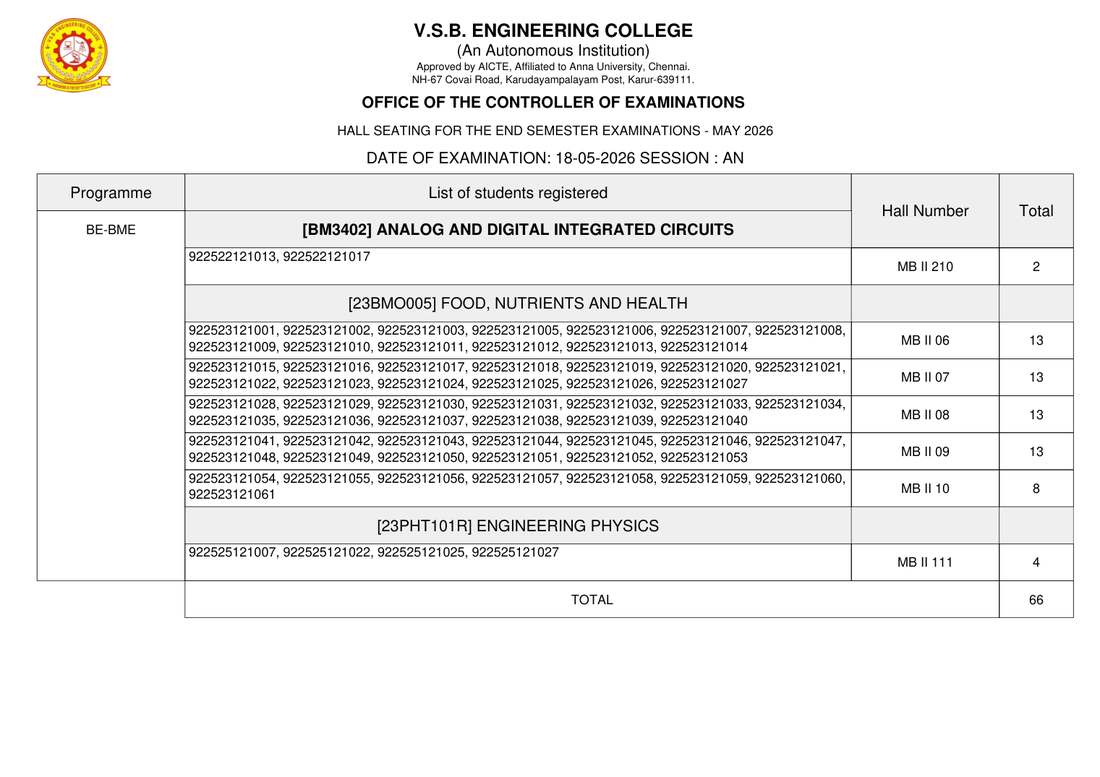 V.S.B. ENGINEERING COLLEGE
(An Autonomous Institution)
Approved by AICTE, Affiliated to Anna University, Chennai.
NH-67 Covai Road, Karudayampalayam Post, Karur-639111.
OFFICE OF THE CONTROLLER OF EXAMINATIONS
HALL SEATING FOR THE END SEMESTER EXAMINATIONS - MAY 2026
DATE OF EXAMINATION: 18-05-2026 SESSION : AN
Programme
List of students registered
Hall Number
Total
BE-BME
[BM3402] ANALOG AND DIGITAL INTEGRATED CIRCUITS
922522121013, 922522121017
MB II 210
2
[23BMO005] FOOD, NUTRIENTS AND HEALTH
922523121001, 922523121002, 922523121003, 922523121005, 922523121006, 922523121007, 922523121008,
922523121009, 922523121010, 922523121011, 922523121012, 922523121013, 922523121014
MB II 06
13
922523121015, 922523121016, 922523121017, 922523121018, 922523121019, 922523121020, 922523121021,
922523121022, 922523121023, 922523121024, 922523121025, 922523121026, 922523121027
MB II 07
13
922523121028, 922523121029, 922523121030, 922523121031, 922523121032, 922523121033, 922523121034,
922523121035, 922523121036, 922523121037, 922523121038, 922523121039, 922523121040
MB II 08
13
922523121041, 922523121042, 922523121043, 922523121044, 922523121045, 922523121046, 922523121047,
922523121048, 922523121049, 922523121050, 922523121051, 922523121052, 922523121053
MB II 09
13
922523121054, 922523121055, 922523121056, 922523121057, 922523121058, 922523121059, 922523121060,
922523121061
MB II 10
8
[23PHT101R] ENGINEERING PHYSICS
922525121007, 922525121022, 922525121025, 922525121027
MB II 111
4
TOTAL
66